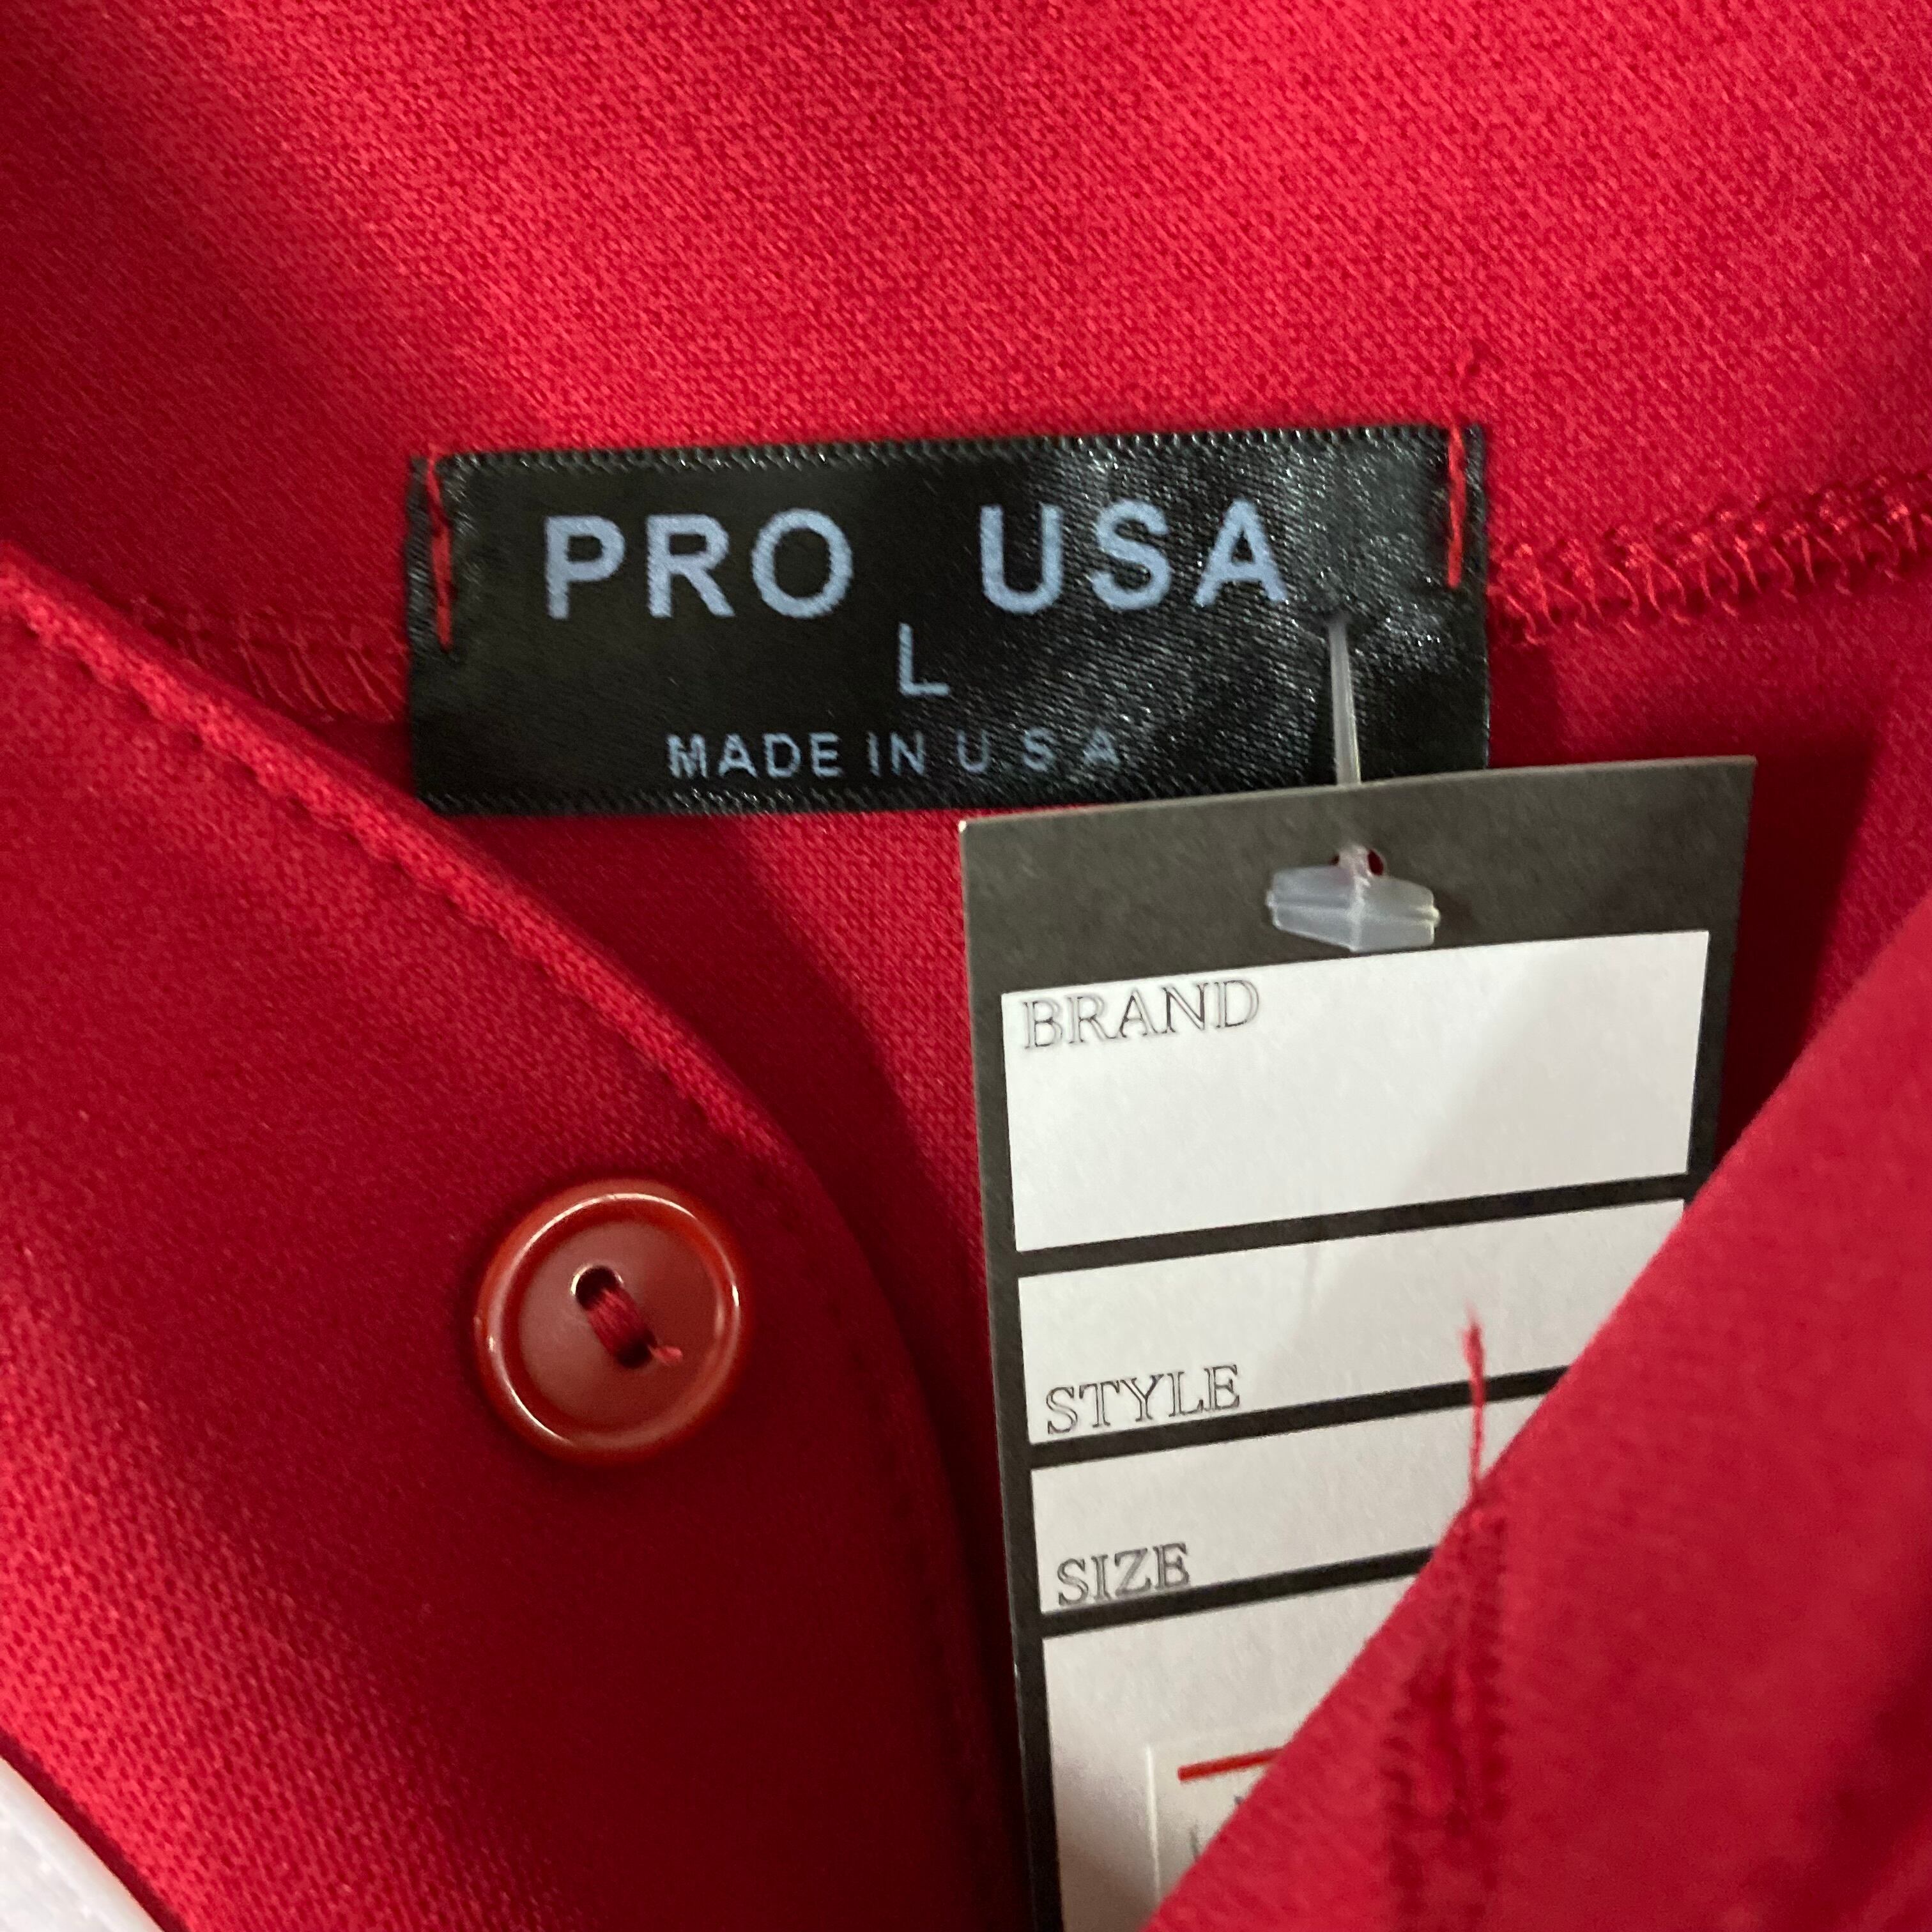 PRO USA
L
MADE IN U S A
BRAND
STYLE
SIZE